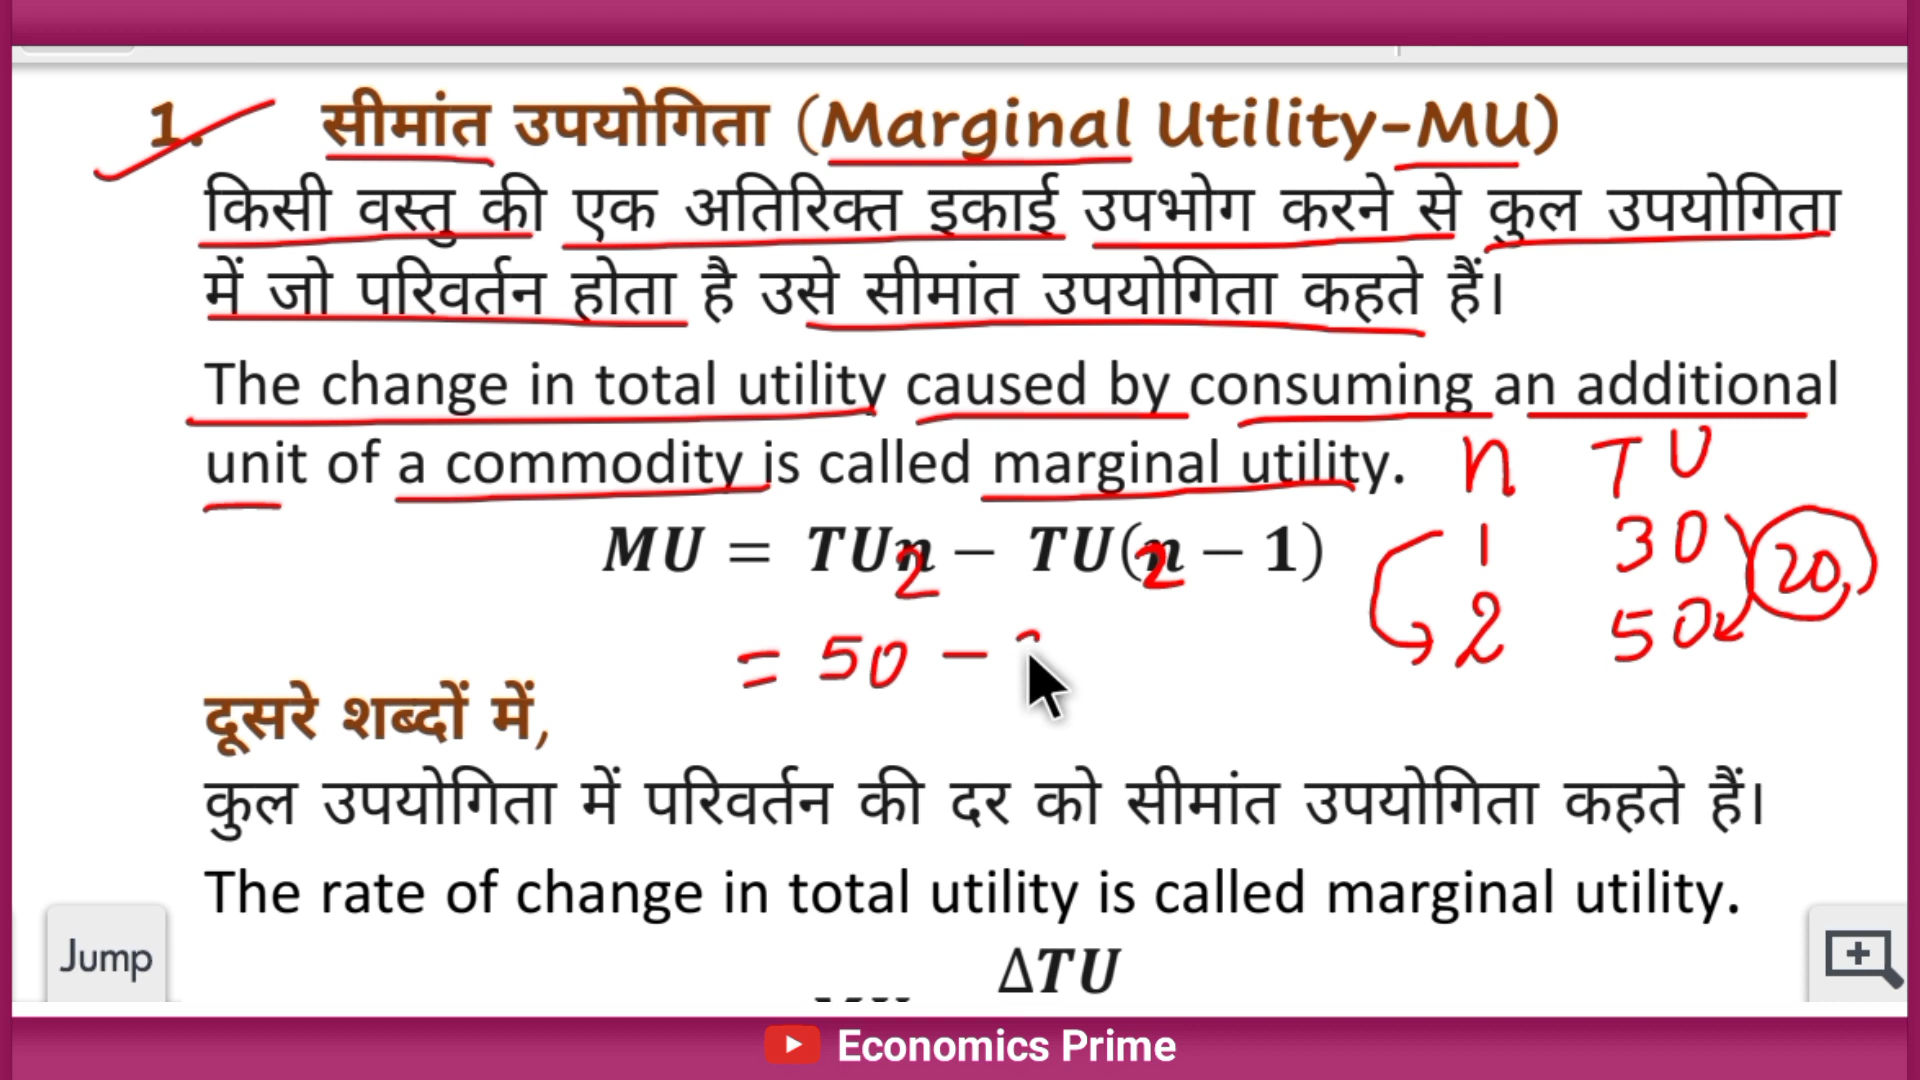 1. सीमांत उपयोगिता (Marginal Utility-MU)
किसी वस्तु की एक अतिरिक्त इकाई उपभोग करने से कुल उपयोगिता
में जो परिवर्तन होता है उसे सीमांत उपयोगिता कहते हैं।
The change in total utility caused by consuming an additional
unit of a commodity is called marginal utility.
n TU
MU = TUn − TU(n − 1)
2 2
1 30
20
2 50
= 50 −
दूसरे शब्दों में,
कुल उपयोगिता में परिवर्तन की दर को सीमांत उपयोगिता कहते हैं।
The rate of change in total utility is called marginal utility.
ΔTU
Jump
Economics Prime